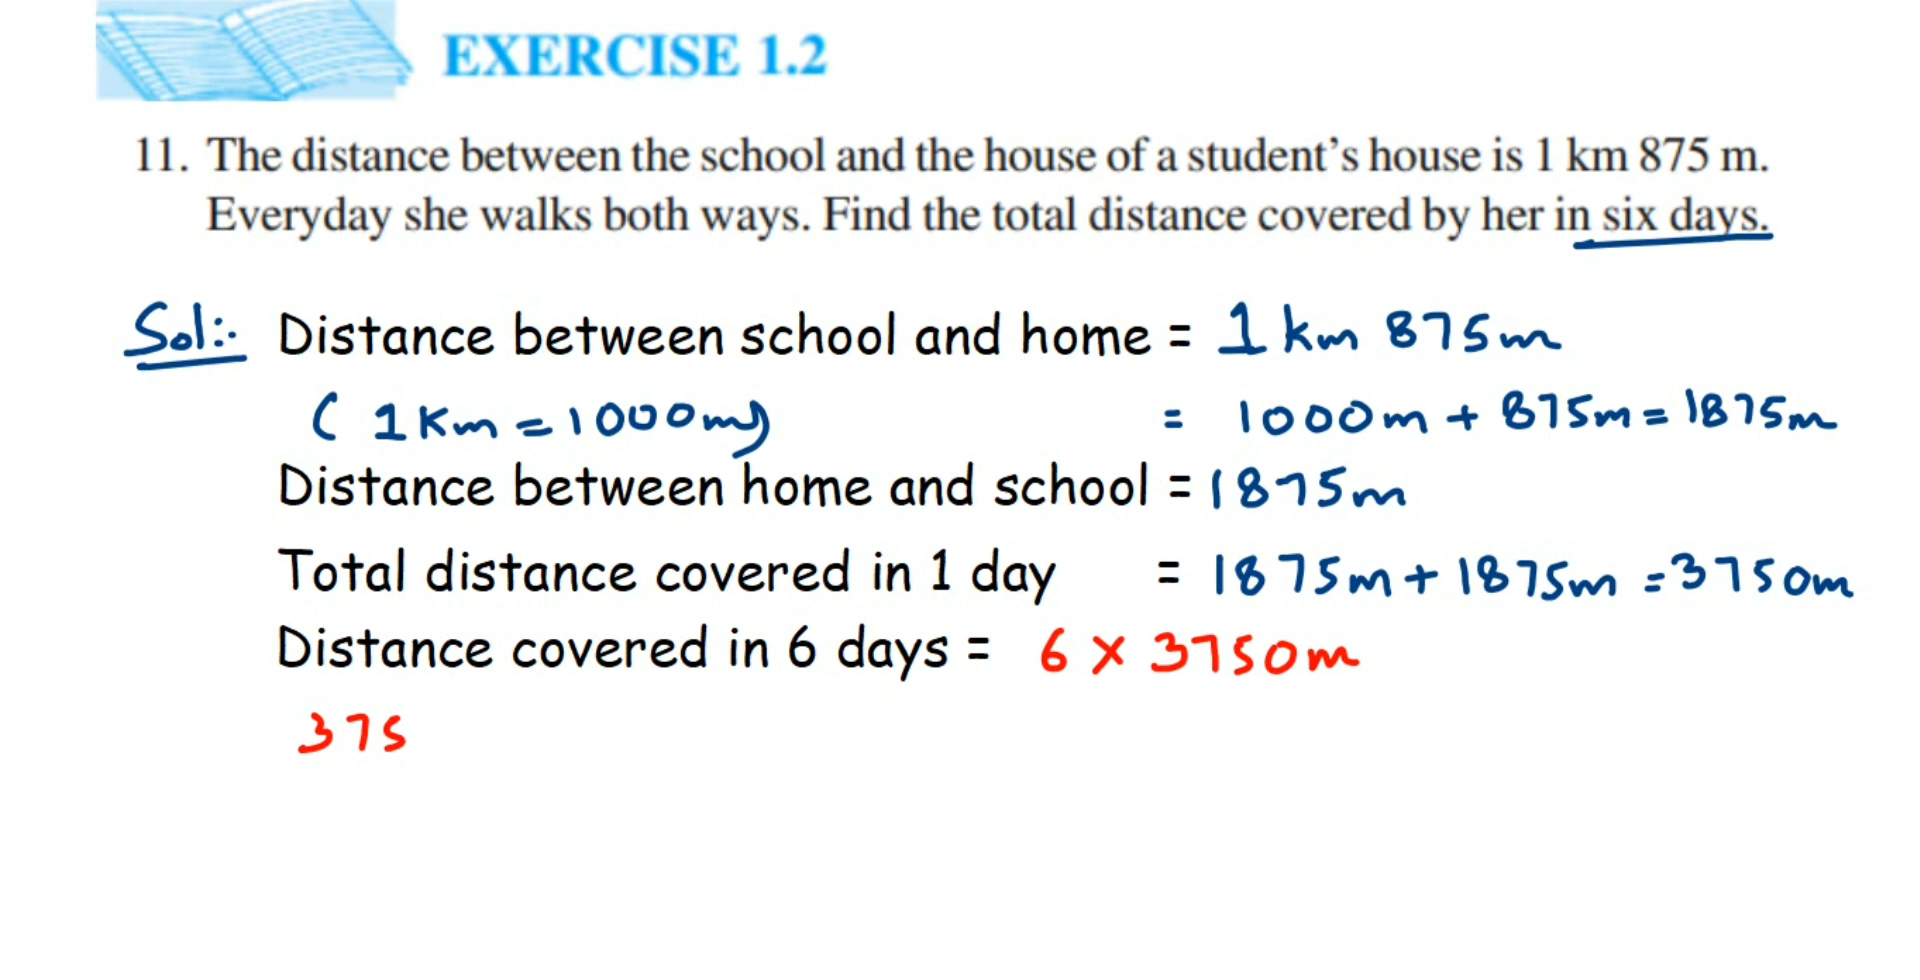 EXERCISE 1.2
11. The distance between the school and the house of a student's house is 1 km 875 m.
Everyday she walks both ways. Find the total distance covered by her in six days.
Sol:- Distance between school and home = 1 km 875m
( 1 Km = 1000m) = 1000m + 875m = 1875m
Distance between home and school = 1875m
Total distance covered in 1 day = 1875m + 1875m = 3750m
Distance covered in 6 days = 6 × 3750m
375